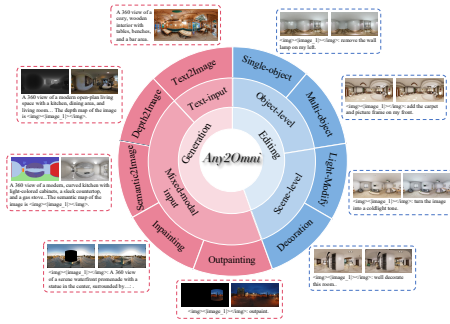 A 360 view of a
cozy, wooden
interior with
tables, benches,
and a bar area.
<img><|image_1|></img>: remove the wall
lamp on my left.
A 360 view of a modern open-plan living
space with a kitchen, dining area, and
living room… The depth map of the image
is <img><|image_1|></img>.
<img><|image_1|></img>: add the carpet
and picture frame on my front.
A 360 view of a modern, curved kitchen with
light-colored cabinets, a sleek countertop,
and a gas stove...The semantic map of the
image is <img><|image_1|></img>.
<img><|image_1|></img>: turn the image
into a coldlight tone.
<img><|image_1|></img>: A 360 view
of a serene waterfront promenade with a
statue in the center, surrounded by…; .
<img><|image_1|></img>: well decorate
this room.
<img><|image_1|></img>: outpaint.
Text2Image
Single-object
Depth2Image
Text-input
Object-level
Multi-object
Generation
Any2Omni
Editing
Semantic2Image
Mixed-modal
input
Scene-level
Light-Modify
Inpainting
Outpainting
Decoration